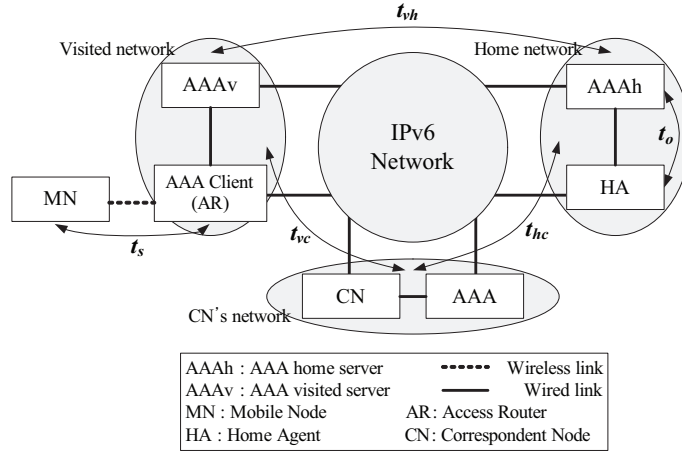 t_vh
Visited network
Home network
AAAv
AAAh
IPv6
Network
t_o
MN
AAA Client
(AR)
HA
t_s
t_vc
t_hc
CN
AAA
CN's network
AAAh : AAA home server
Wireless link
AAAv : AAA visited server
Wired link
MN : Mobile Node
AR: Access Router
HA : Home Agent
CN: Correspondent Node